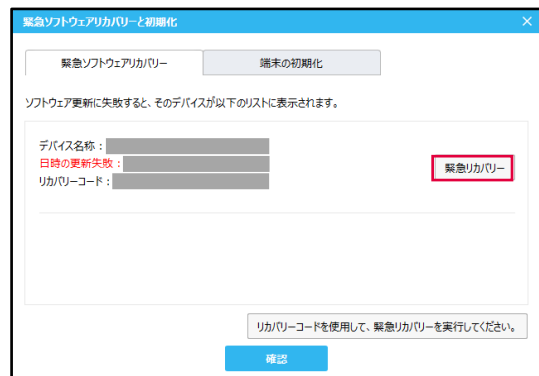 緊急ソフトウェアリカバリーと初期化
緊急ソフトウェアリカバリー
端末の初期化
ソフトウェア更新に失敗すると、そのデバイスが以下のリストに表示されます。
デバイス名称：
日時の更新失敗：
リカバリーコード：
緊急リカバリー
リカバリーコードを使用して、緊急リカバリーを実行してください。
確認